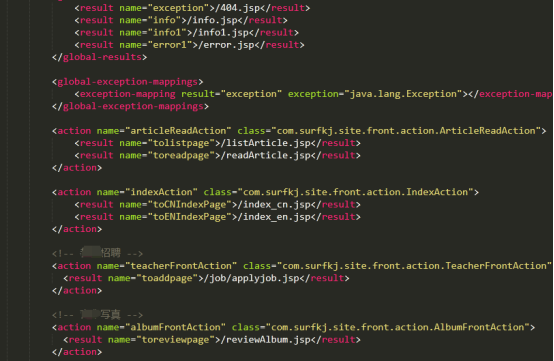 <result name="exception">/404.jsp</result>
<result name="info">/info.jsp</result>
<result name="info1">/info1.jsp</result>
<result name="error1">/error.jsp</result>
</global-results>
<global-exception-mappings>
<exception-mapping result="exception" exception="java.lang.Exception"></exception-map
</global-exception-mappings>
<action name="articleReadAction" class="com.surfkj.site.front.action.ArticleReadAction">
<result name="tolistpage">/listArticle.jsp</result>
<result name="toreadpage">/readArticle.jsp</result>
</action>
<action name="indexAction" class="com.surfkj.site.front.action.IndexAction">
<result name="toCNIndexPage">/index_cn.jsp</result>
<result name="toENIndexPage">/index_en.jsp</result>
</action>
<!-- 招聘 -->
<action name="teacherFrontAction" class="com.surfkj.site.front.action.TeacherFrontAction"
<result name="toaddpage">/job/applyjob.jsp</result>
</action>
<!-- 写真 -->
<action name="albumFrontAction" class="com.surfkj.site.front.action.AlbumFrontAction">
<result name="toreviewpage">/reviewAlbum.jsp</result>
</action>